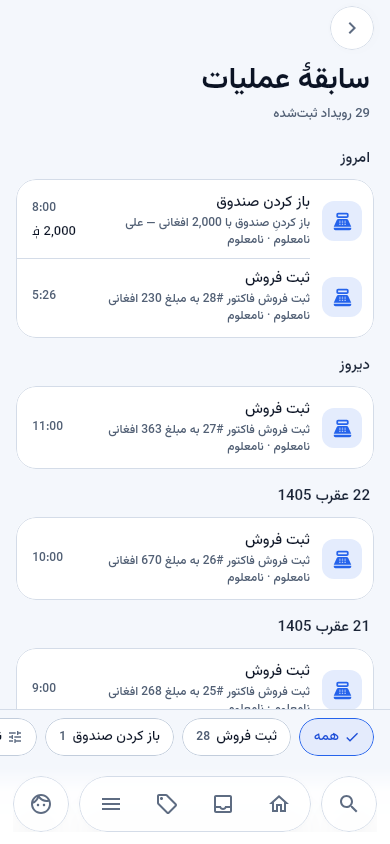 سابقهٔ عملیات
29 رویداد ثبت‌شده
امروز
باز کردن صندوق
8:00
باز کردنِ صندوق با 2,000 افغانی — علی
2,000 ؋
نامعلوم · نامعلوم
ثبت فروش
ثبت فروش فاکتور #28 به مبلغ 230 افغانی
5:26
نامعلوم · نامعلوم
دیروز
ثبت فروش
ثبت فروش فاکتور #27 به مبلغ 363 افغانی
11:00
نامعلوم · نامعلوم
22 عقرب 1405
ثبت فروش
ثبت فروش فاکتور #26 به مبلغ 670 افغانی
10:00
نامعلوم · نامعلوم
21 عقرب 1405
ثبت فروش
ثبت فروش فاکتور #25 به مبلغ 268 افغانی
9:00
همه
ثبت فروش 28
باز کردن صندوق 1